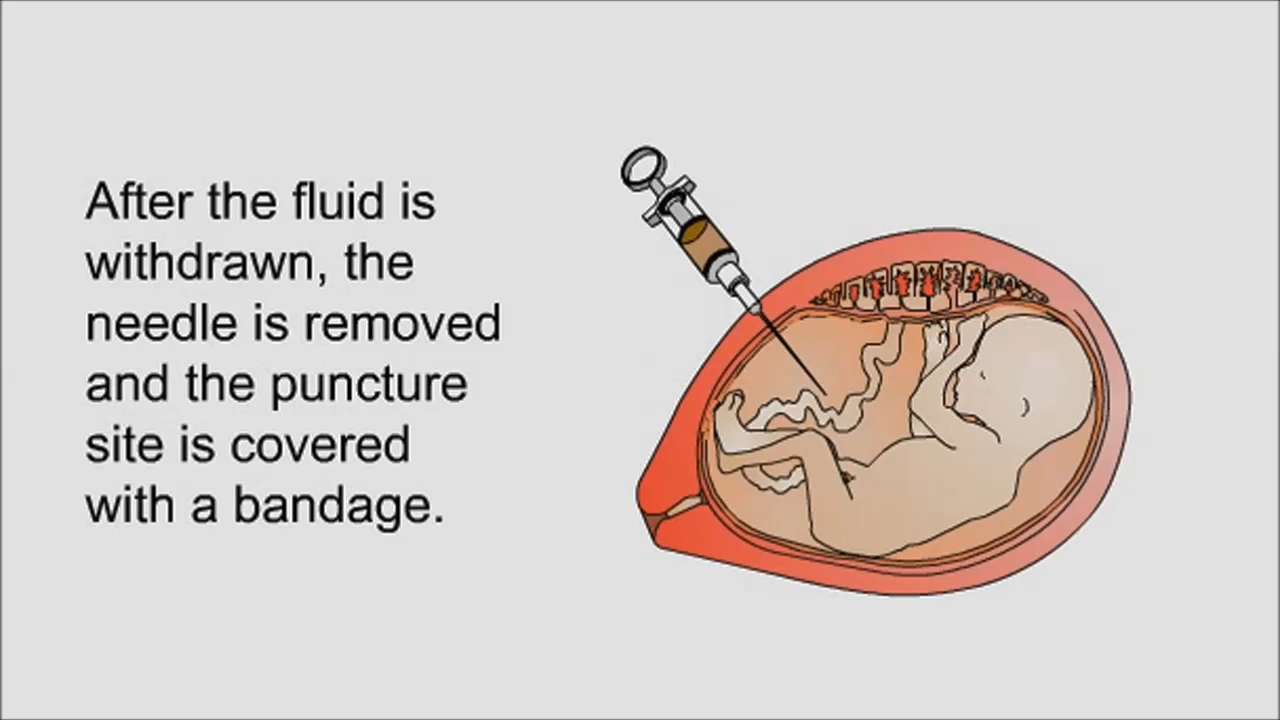 After the fluid is
withdrawn, the
needle is removed
and the puncture
site is covered
with a bandage.